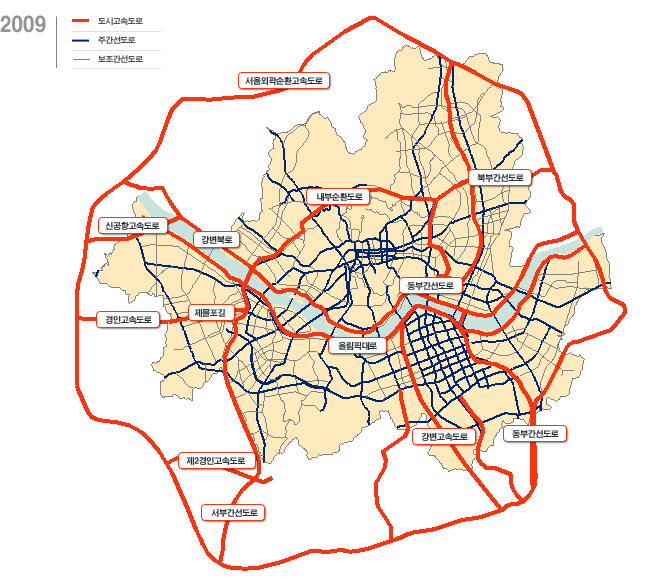 2009
도시고속도로
주간선도로
보조간선도로
서울외곽순환고속도로
북부간선도로
내부순환도로
신공항고속도로
강변북로
동부간선도로
경인고속도로
제물포길
올림픽대로
강변고속도로
동부간선도로
제2경인고속도로
서부간선도로